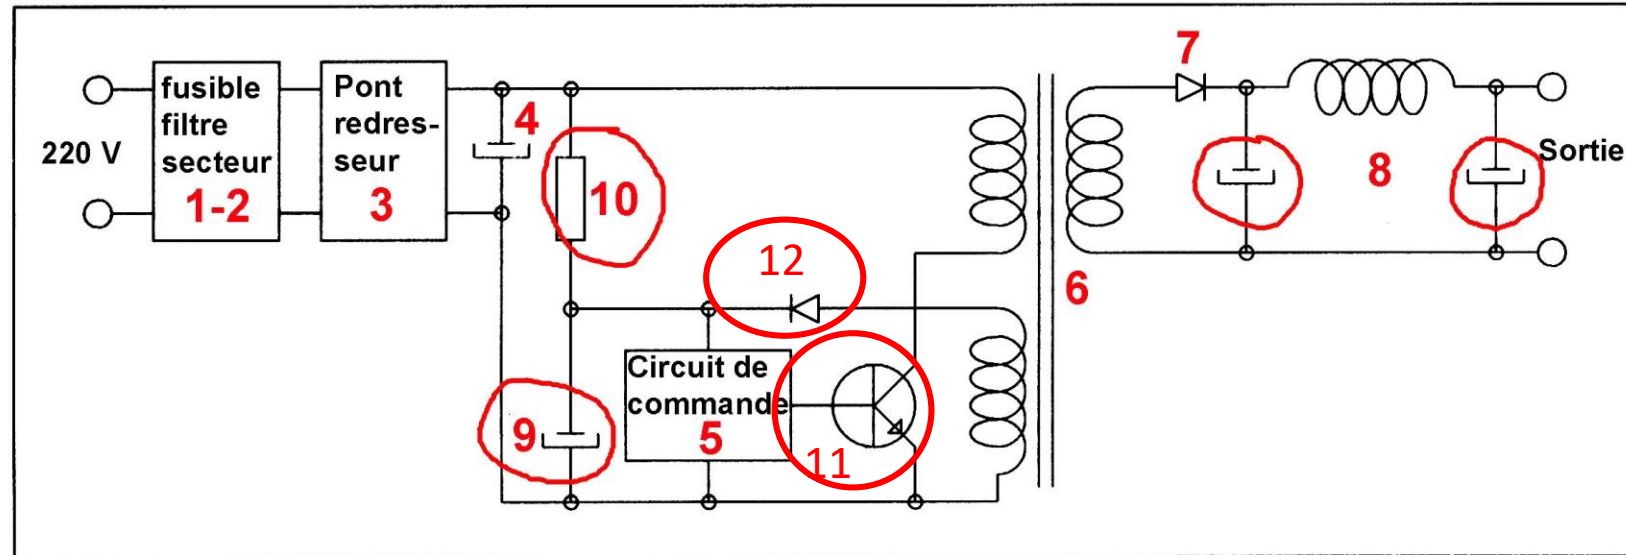 220 V
fusible
filtre
secteur
1-2
Pont
redres-
seur
3
4
10
9
Circuit de
commande
5
12
11
6
7
8
Sortie